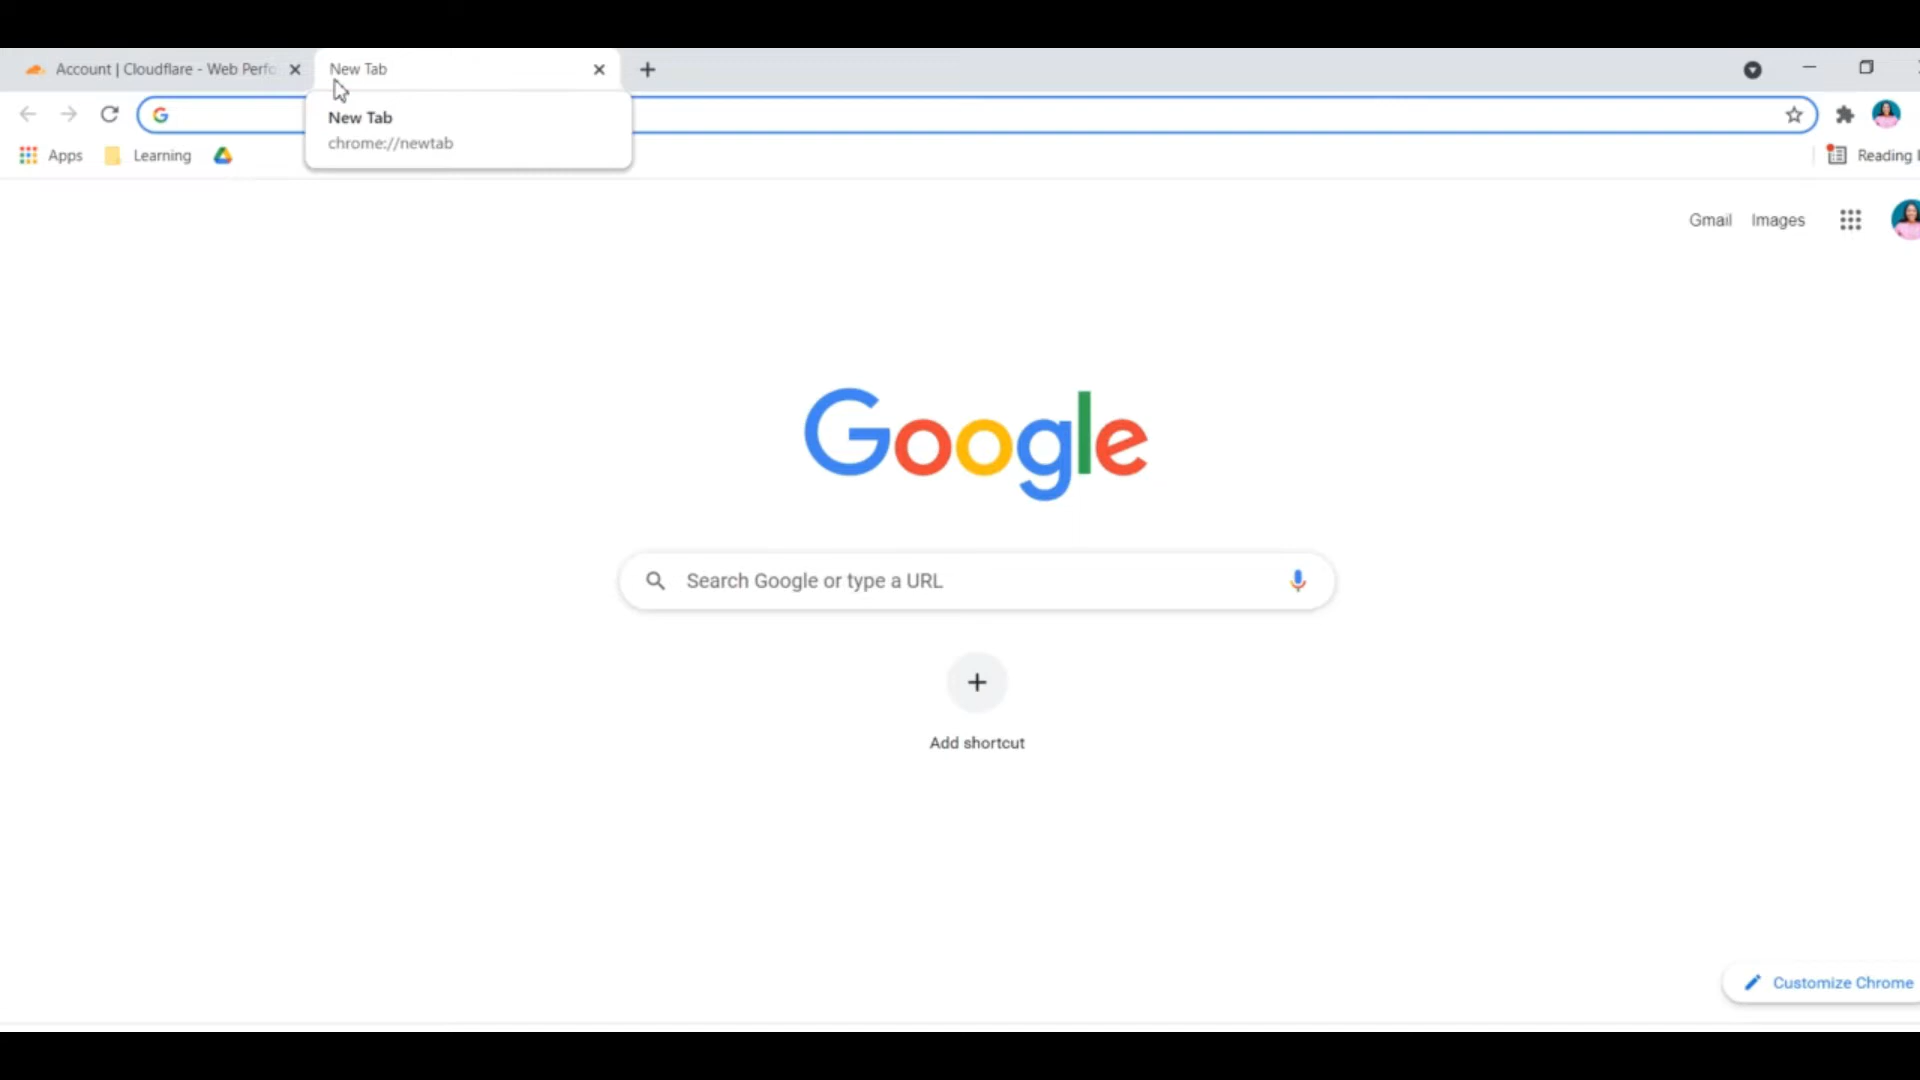 Account | Cloudflare - Web Perfo
New Tab
New Tab
chrome://newtab
Apps
Learning
Reading
Gmail
Images
Google
Search Google or type a URL
Add shortcut
Customize Chrome